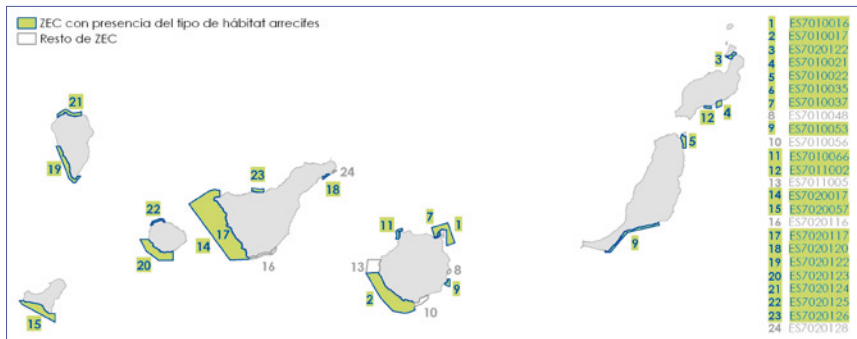 ZEC con presencia del tipo de hábitat arrecifes
Resto de ZEC
1 ES7010016
2 ES7010017
3 ES7020122
4 ES7010021
5 ES7010022
6 ES7010035
7 ES7010037
8 ES7010048
9 ES7010053
10 ES7010056
11 ES7010066
12 ES7011002
13 ES7011005
14 ES7020017
15 ES7020057
16 ES7020116
17 ES7020117
18 ES7020120
19 ES7020122
20 ES7020123
21 ES7020124
22 ES7020125
23 ES7020126
24 ES7020128
3
21
12
4
5
19
24
23
18
22
7
1
11
17
14
20
9
13
8
16
9
2
10
15